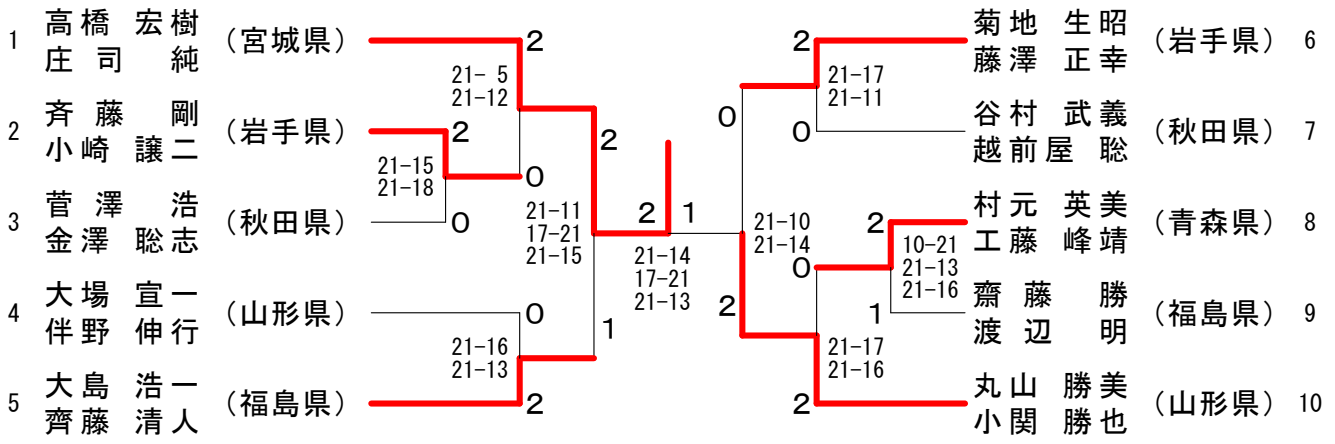 1 高橋 宏樹 (宮城県) 2
庄司 純
21- 5
21-12
2 斉藤 剛 (岩手県) 2
小崎 譲二
21-15
21-18
0
3 菅澤 浩 (秋田県) 0
金澤 聡志
2
21-11
17-21
21-15
4 大場 宣一 (山形県) 0
伴野 伸行
21-16
21-13
1
5 大島 浩一 (福島県) 2
齊藤 清人
2 1
21-14
17-21
21-13
2 菊地 生昭 (岩手県) 6
藤澤 正幸
21-17
21-11
0
0 谷村 武義 (秋田県) 7
越前屋 聡
21-10
21-14
2 村元 英美 (青森県) 8
工藤 峰靖
10-21
21-13
21-16
0
1 齋藤 勝 (福島県) 9
渡辺 明
2
21-17
21-16
2 丸山 勝美 (山形県) 10
小関 勝也